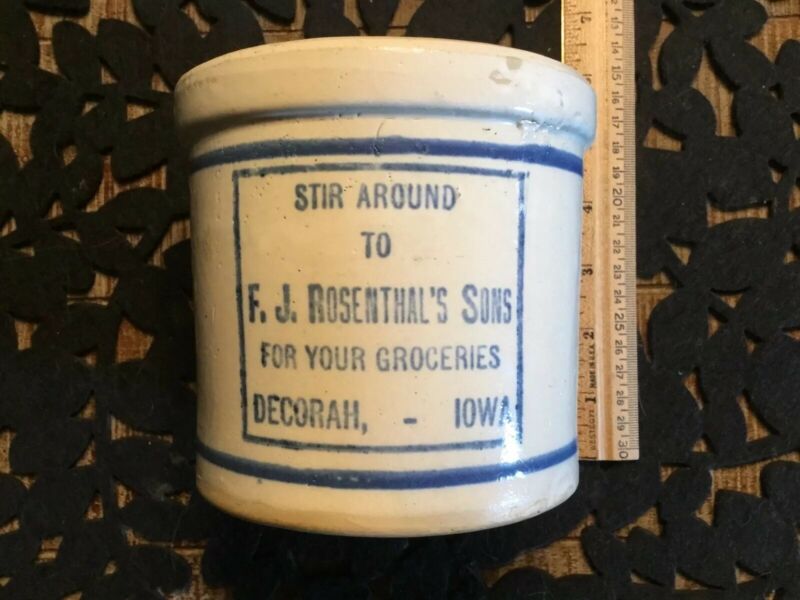 STIR AROUND
TO
F. J. ROSENTHAL'S SONS
FOR YOUR GROCERIES
DECORAH, - IOWA